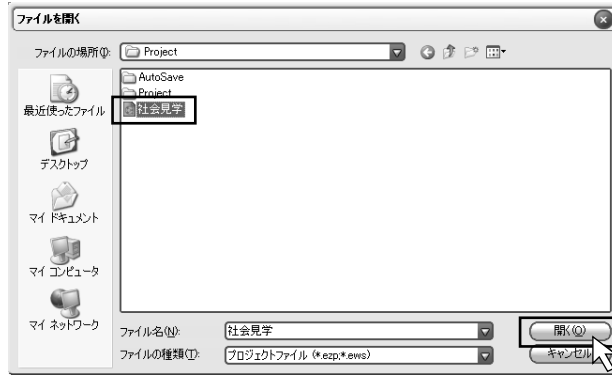 ファイルを開く
ファイルの場所(I):
Project
AutoSave
Project
社会見学
最近使ったファイル
デスクトップ
マイ ドキュメント
マイ コンピュータ
マイ ネットワーク
ファイル名(N):
社会見学
開く(O)
ファイルの種類(T):
プロジェクトファイル (*.ezp;*.ews)
キャンセル